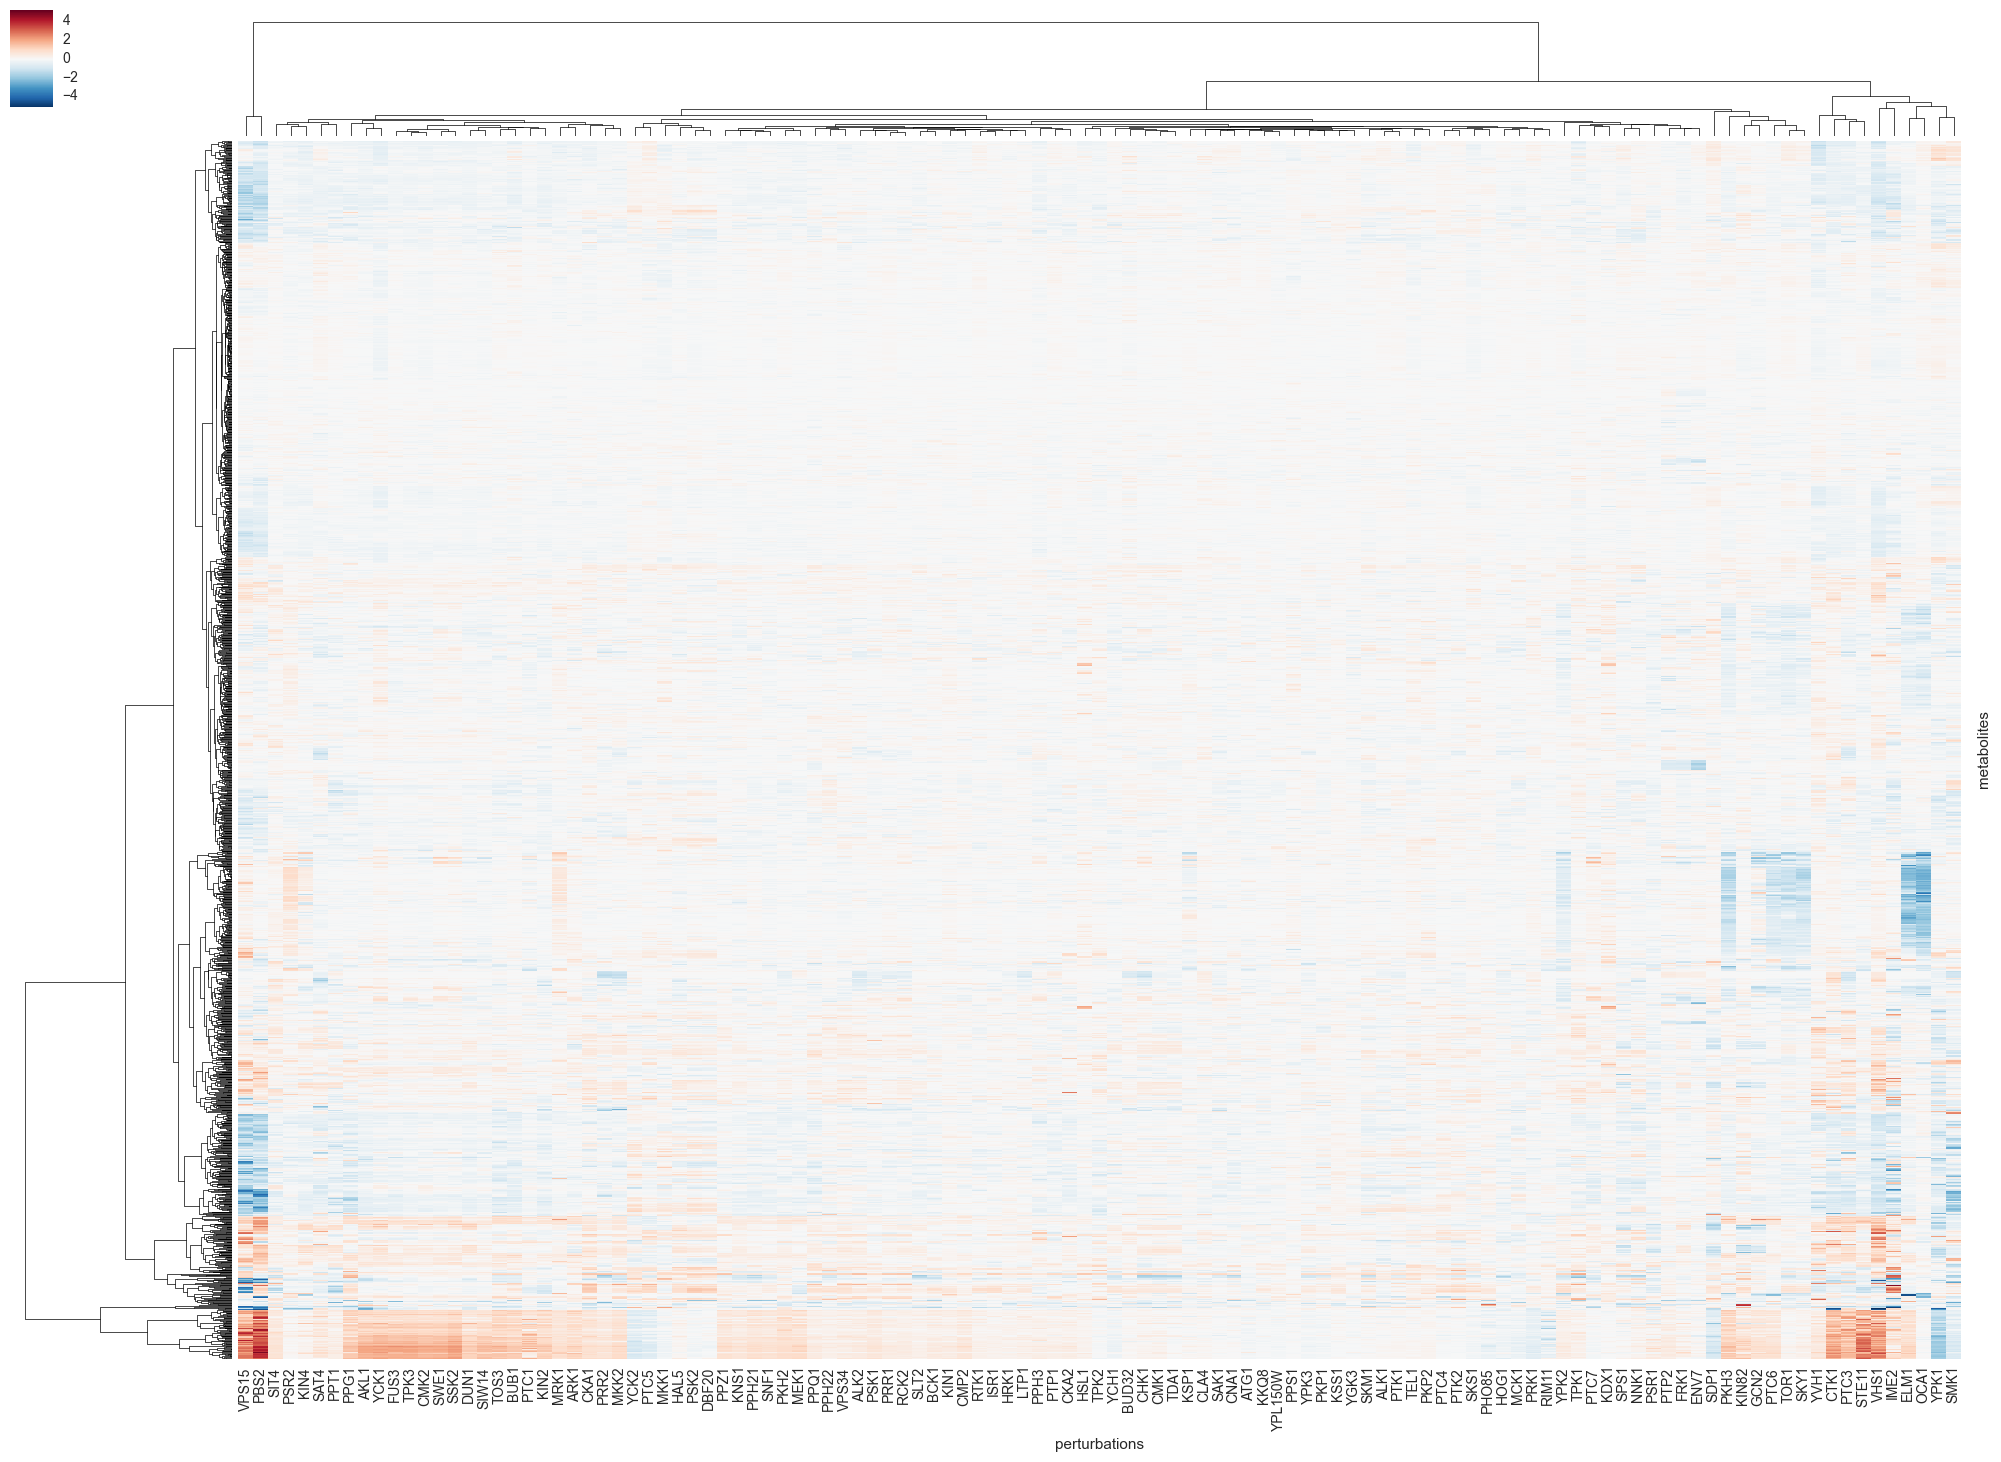 4
2
0
−2
−4
metabolites
VPS15
PBS2
SIT4
PSR2
KIN4
SAT4
PPT1
PPG1
AKL1
YCK1
FUS3
TPK3
CMK2
SWE1
SSK2
DUN1
SIW14
TOS3
BUB1
PTC1
KIN2
MRK1
ARK1
CKA1
PRR2
MKK2
YCK2
PTC5
MKK1
HAL5
PSK2
DBF20
PPZ1
KNS1
PPH21
SNF1
PKH2
MEK1
PPQ1
PPH22
VPS34
ALK2
PSK1
PRR1
RCK2
SLT2
BCK1
KIN1
CMP2
RTK1
ISR1
HRK1
LTP1
PPH3
PTP1
CKA2
HSL1
TPK2
YCH1
BUD32
CHK1
CMK1
TDA1
KSP1
CLA4
SAK1
CNA1
ATG1
KKQ8
YPL150W
PPS1
YPK3
PKP1
KSS1
YGK3
SKM1
ALK1
PTK1
TEL1
PKP2
PTC4
PTK2
SKS1
PHO85
HOG1
MCK1
PRK1
RIM11
YPK2
TPK1
PTC7
KDX1
SPS1
NNK1
PSR1
PTP2
FRK1
ENV7
SDP1
PKH3
KIN82
GCN2
PTC6
TOR1
SKY1
YVH1
CTK1
PTC3
STE11
VHS1
IME2
ELM1
OCA1
YPK1
SMK1
perturbations